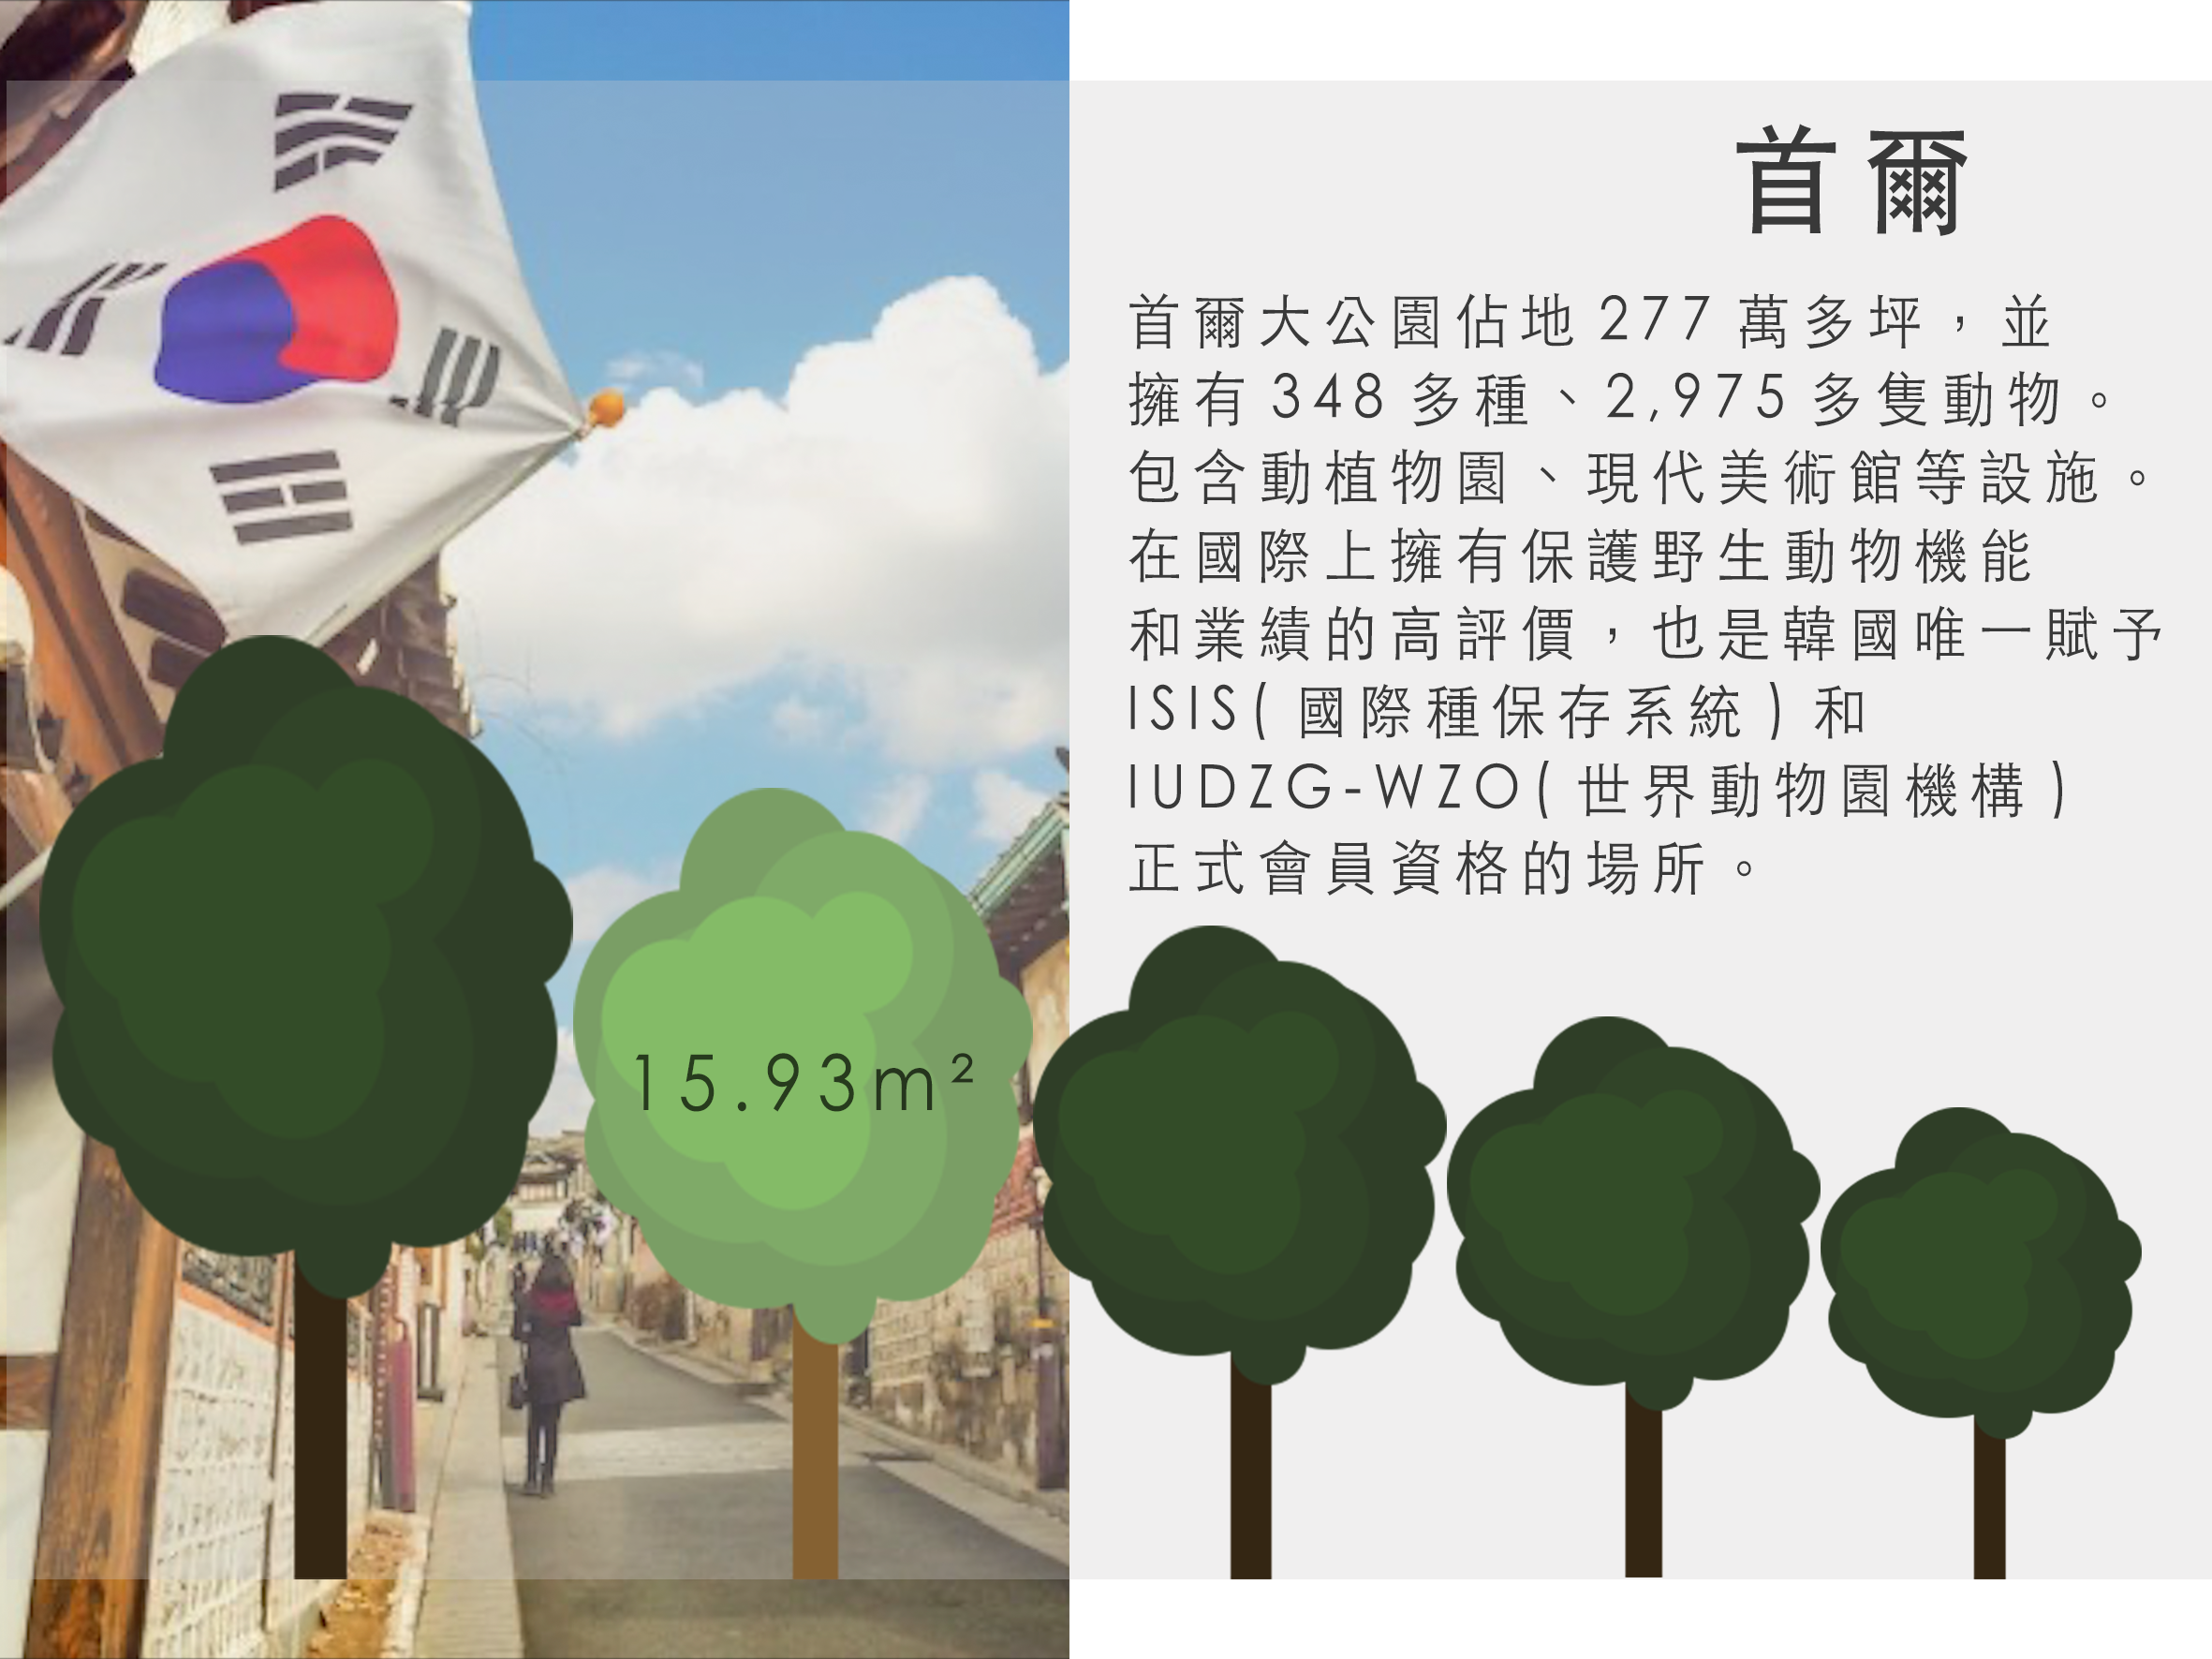 首爾
首爾大公園佔地277萬多坪，並
擁有348多種、2,975多隻動物。
包含動植物園、現代美術館等設施。
在國際上擁有保護野生動物機能
和業績的高評價，也是韓國唯一賦予
ISIS(國際種保存系統)和
IUDZG-WZO(世界動物園機構)
正式會員資格的場所。
15.93m²